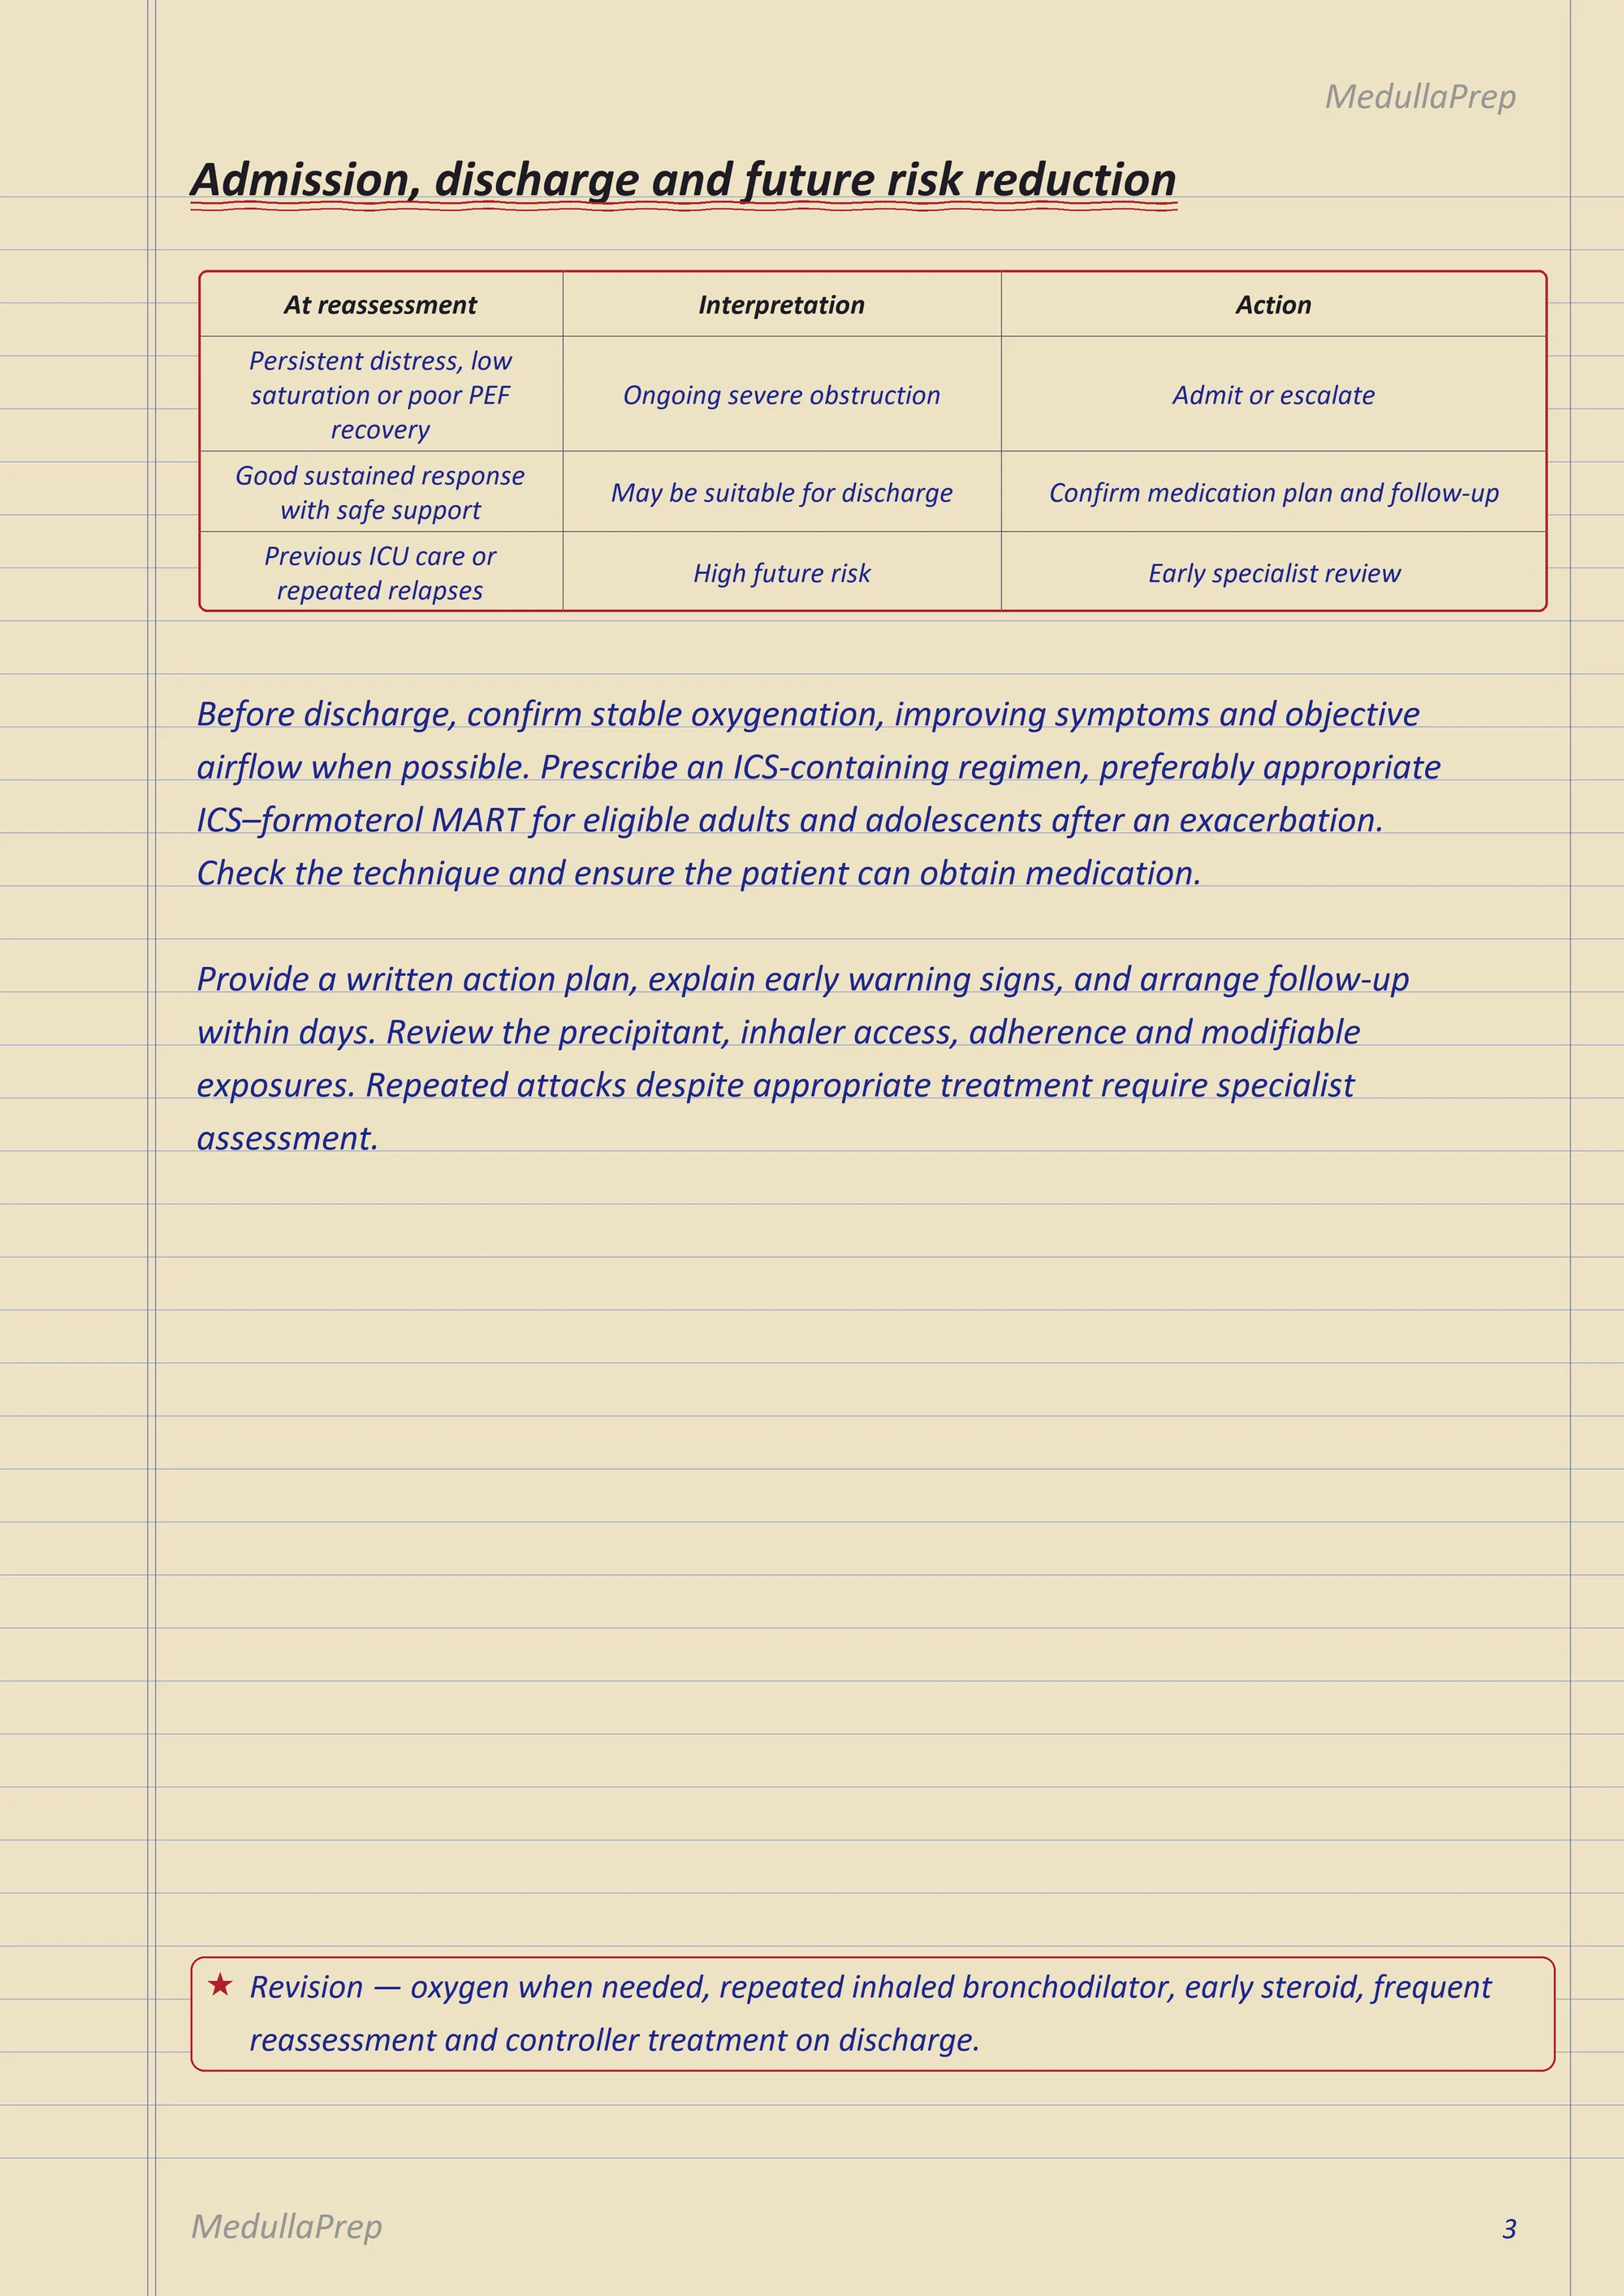 MedullaPrep
Admission, discharge and future risk reduction
At reassessment
Interpretation
Action
Persistent distress, low
saturation or poor PEF
recovery
Ongoing severe obstruction
Admit or escalate
Good sustained response
with safe support
May be suitable for discharge
Confirm medication plan and follow-up
Previous ICU care or
repeated relapses
High future risk
Early specialist review
Before discharge, confirm stable oxygenation, improving symptoms and objective
airflow when possible. Prescribe an ICS-containing regimen, preferably appropriate
ICS–formoterol MART for eligible adults and adolescents after an exacerbation.
Check the technique and ensure the patient can obtain medication.
Provide a written action plan, explain early warning signs, and arrange follow-up
within days. Review the precipitant, inhaler access, adherence and modifiable
exposures. Repeated attacks despite appropriate treatment require specialist
assessment.
★ Revision — oxygen when needed, repeated inhaled bronchodilator, early steroid, frequent
reassessment and controller treatment on discharge.
MedullaPrep
3